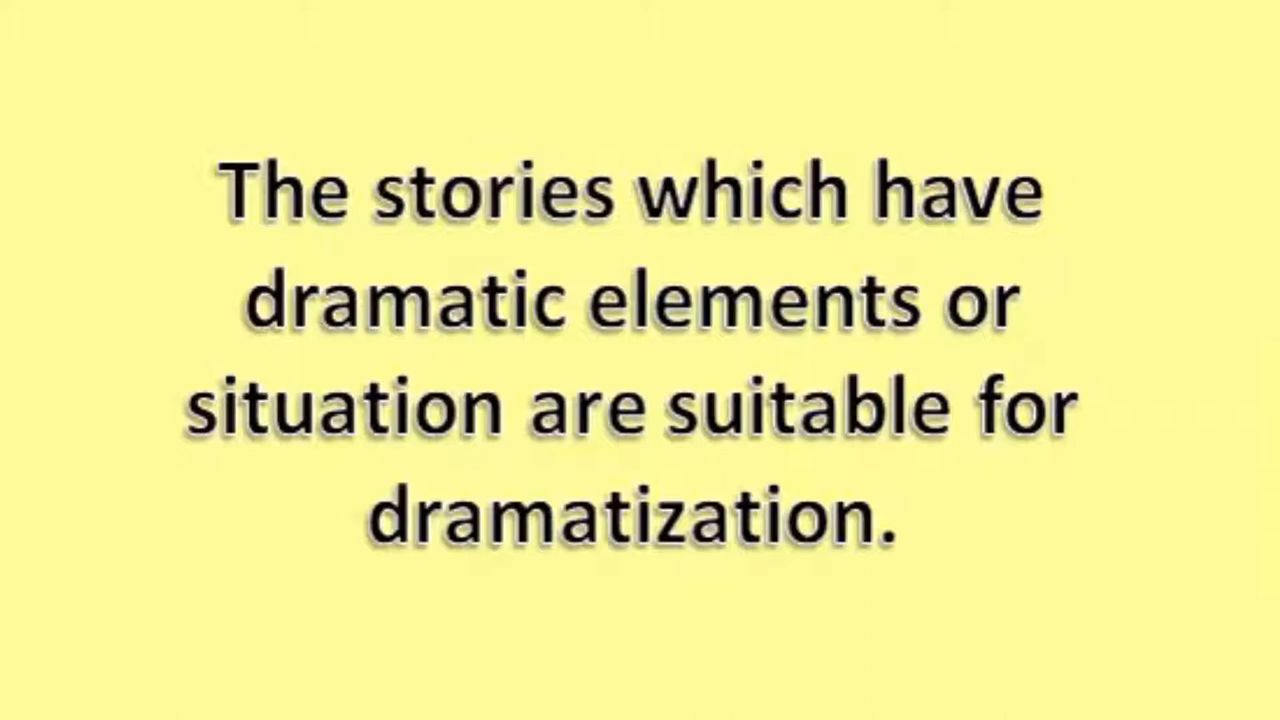 The stories which have
dramatic elements or
situation are suitable for
dramatization.